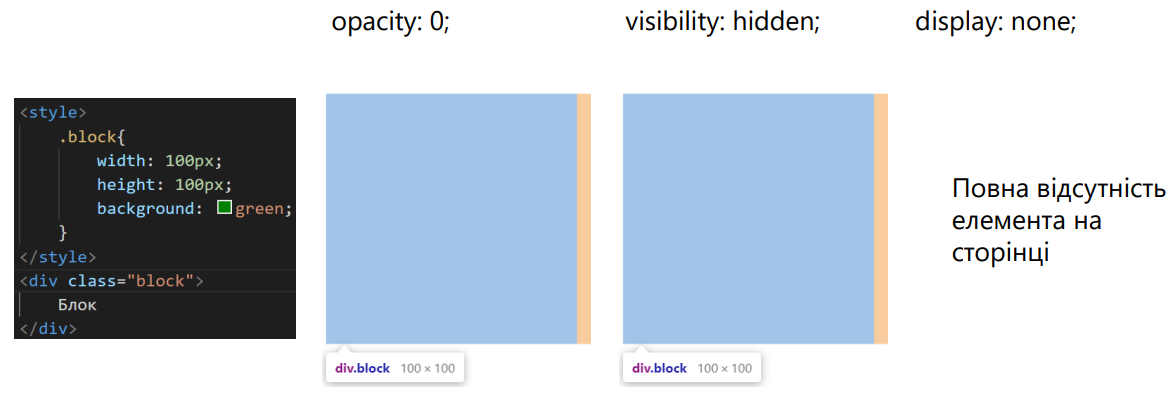 opacity: 0;
visibility: hidden;
display: none;
<style>
.block{
width: 100px;
height: 100px;
background: green;
}
</style>
<div class="block">
Блок
</div>
div.block 100 × 100
div.block 100 × 100
Повна відсутність
елемента на
сторінці